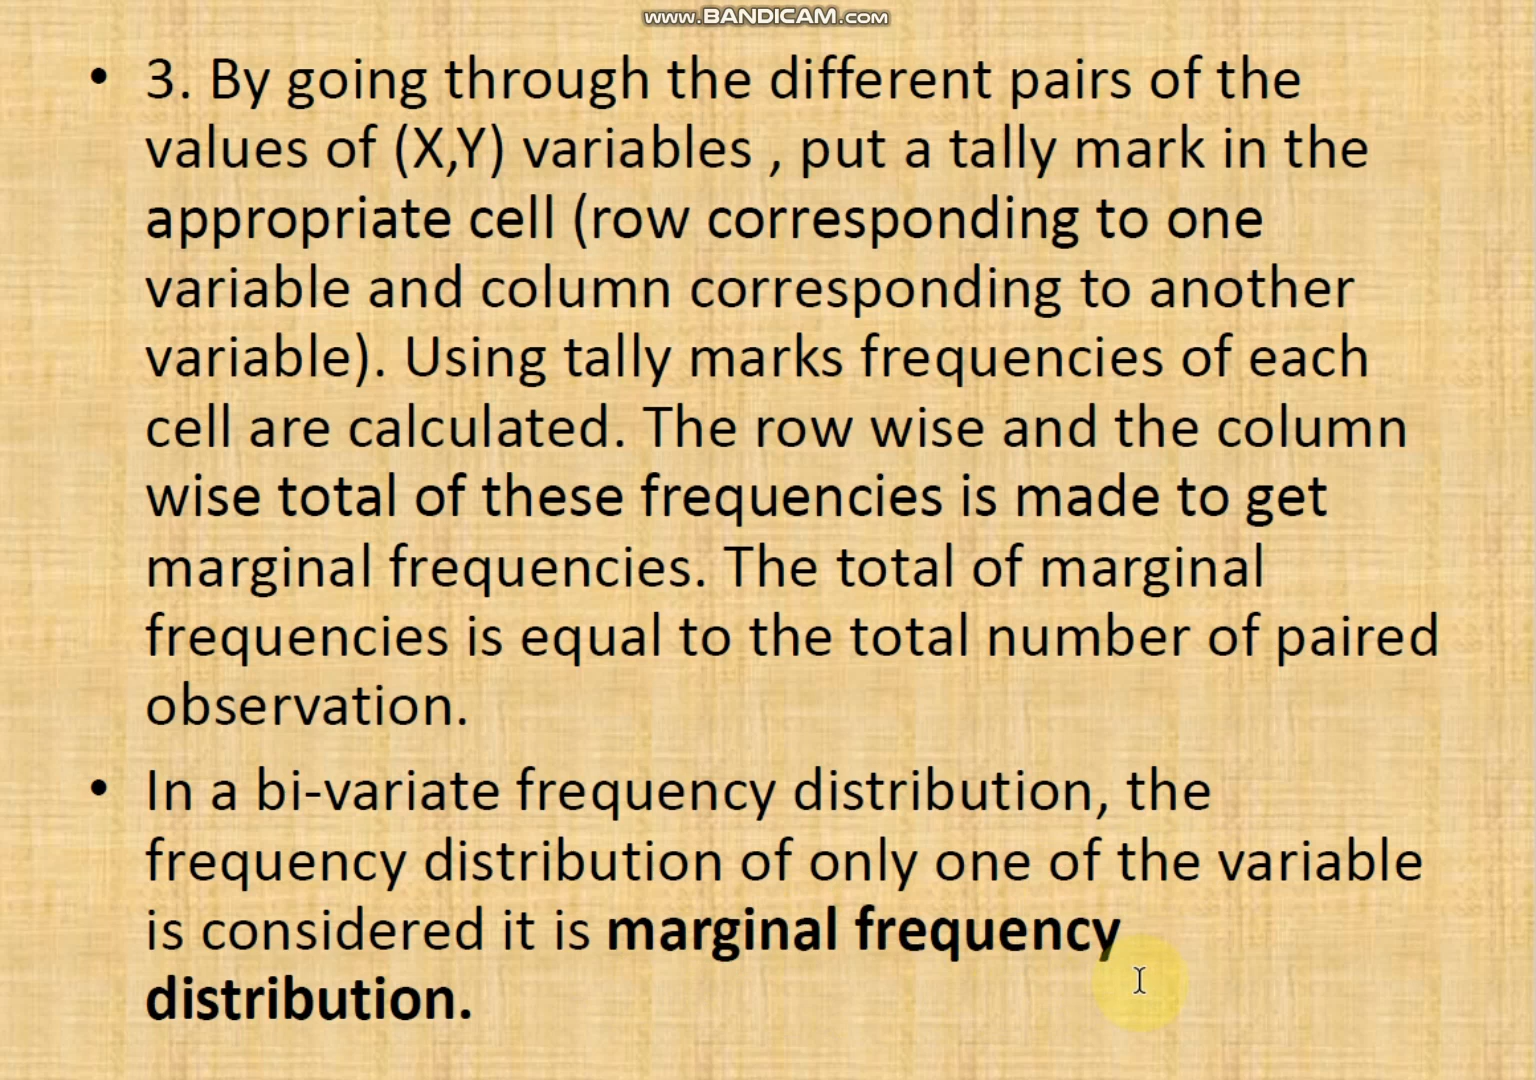 www.BANDICAM.com
• 3. By going through the different pairs of the
values of (X,Y) variables , put a tally mark in the
appropriate cell (row corresponding to one
variable and column corresponding to another
variable). Using tally marks frequencies of each
cell are calculated. The row wise and the column
wise total of these frequencies is made to get
marginal frequencies. The total of marginal
frequencies is equal to the total number of paired
observation.
• In a bi-variate frequency distribution, the
frequency distribution of only one of the variable
is considered it is marginal frequency
distribution.